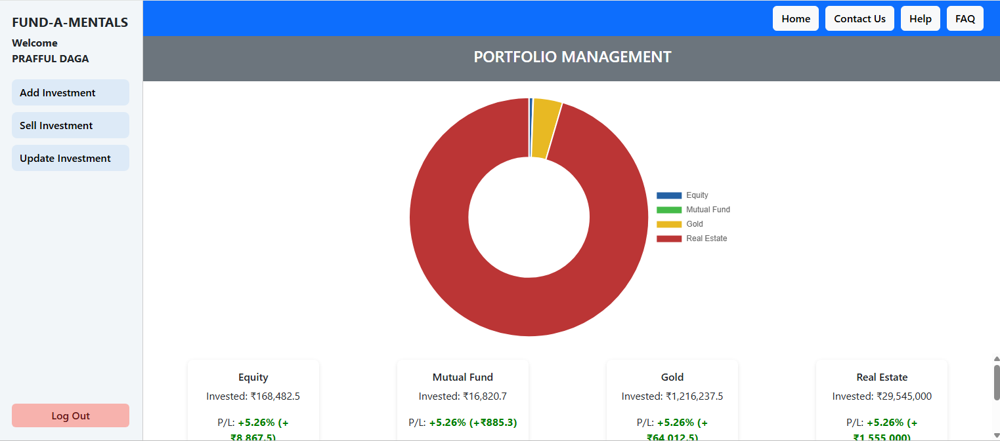 FUND-A-MENTALS
Welcome
PRAFFUL DAGA
Add Investment
Sell Investment
Update Investment
Log Out
Home
Contact Us
Help
FAQ
PORTFOLIO MANAGEMENT
Equity
Mutual Fund
Gold
Real Estate
Equity
Invested: ₹168,482.5
P/L: +5.26% (+
₹8,867.5)
Mutual Fund
Invested: ₹16,820.7
P/L: +5.26% (+₹885.3)
Gold
Invested: ₹1,216,237.5
P/L: +5.26% (+
₹64,012.5)
Real Estate
Invested: ₹29,545,000
P/L: +5.26% (+
₹1,555,000)